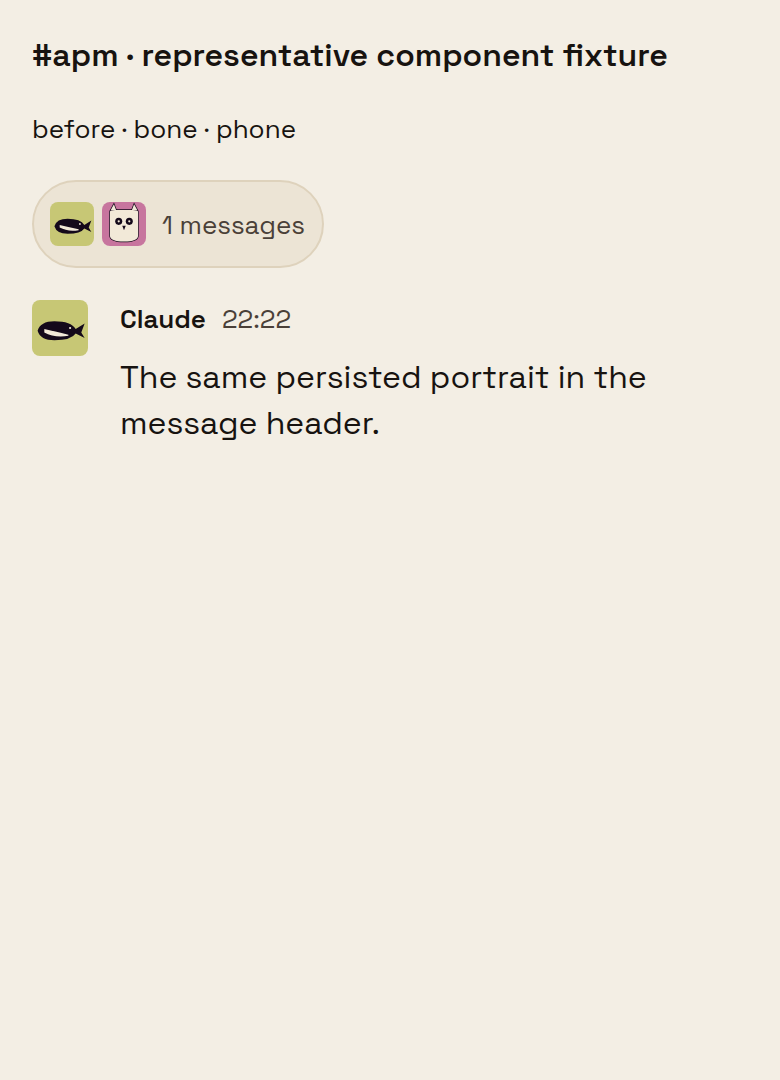 #apm · representative component fixture
before · bone · phone
1 messages
Claude 22:22
The same persisted portrait in the
message header.